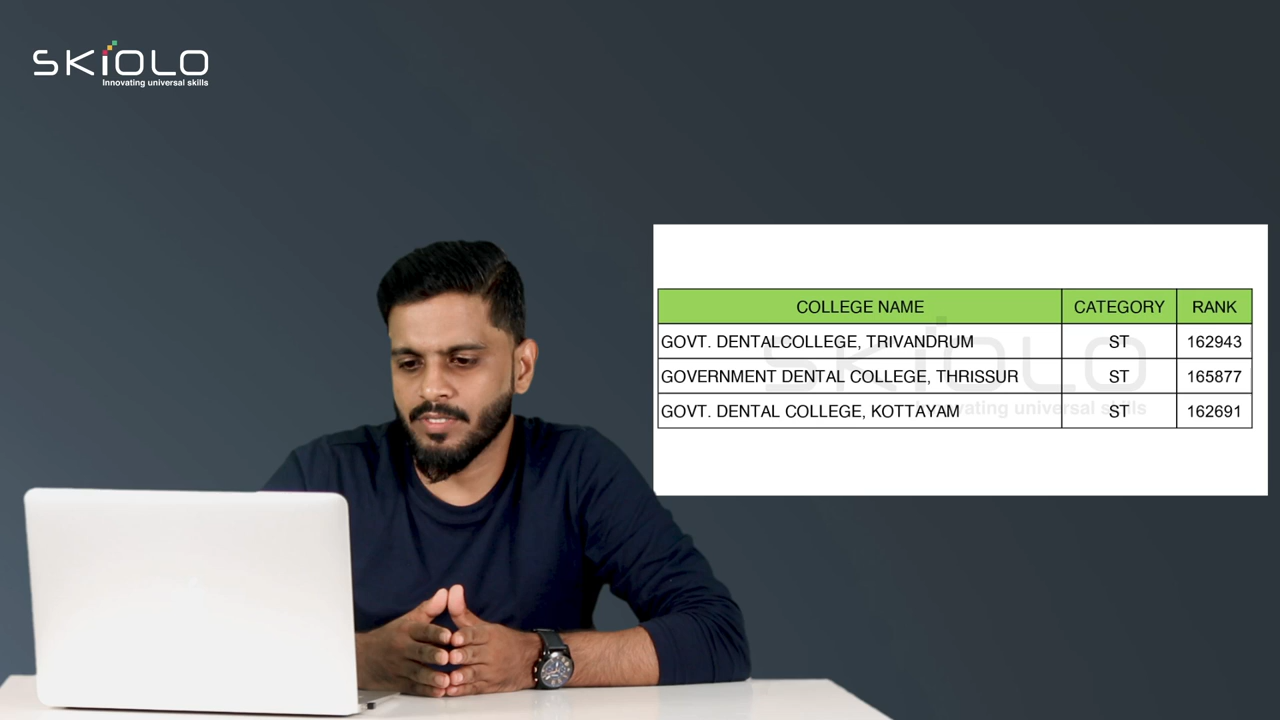 SKIOLO
Innovating universal skills
COLLEGE NAME CATEGORY RANK
GOVT. DENTALCOLLEGE, TRIVANDRUM ST 162943
GOVERNMENT DENTAL COLLEGE, THRISSUR ST 165877
GOVT. DENTAL COLLEGE, KOTTAYAM ST 162691